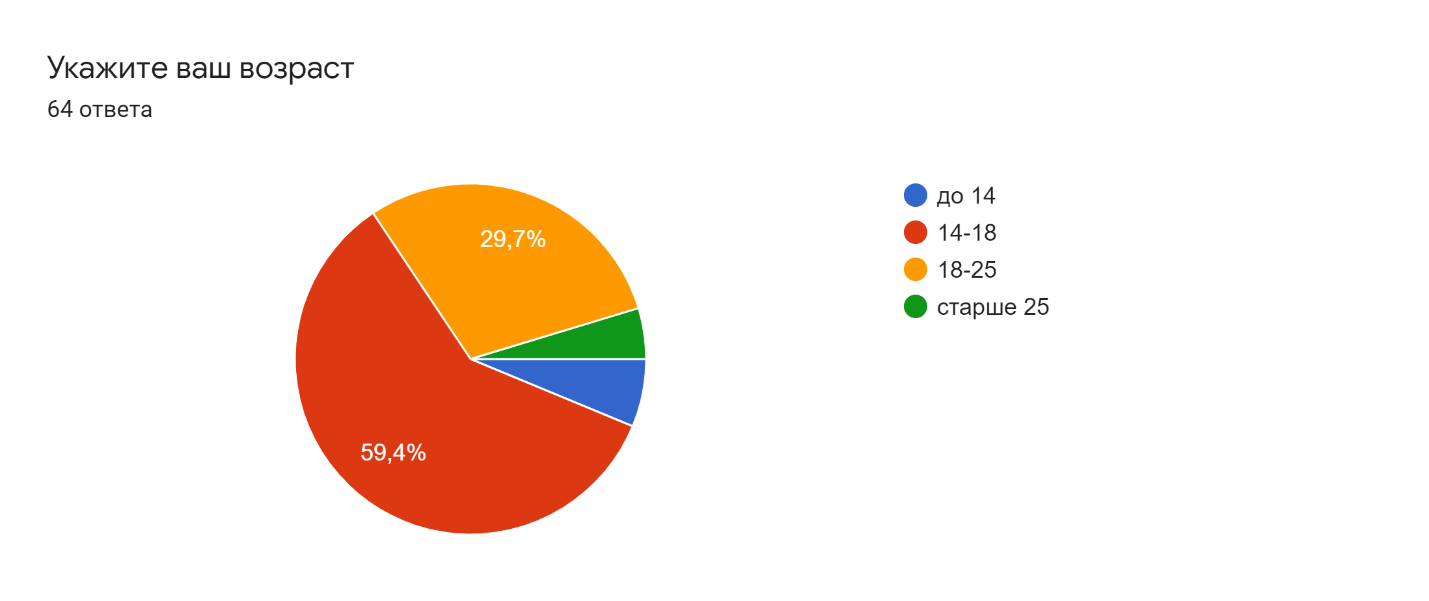 Укажите ваш возраст
64 ответа
29,7%
59,4%
до 14
14-18
18-25
старше 25